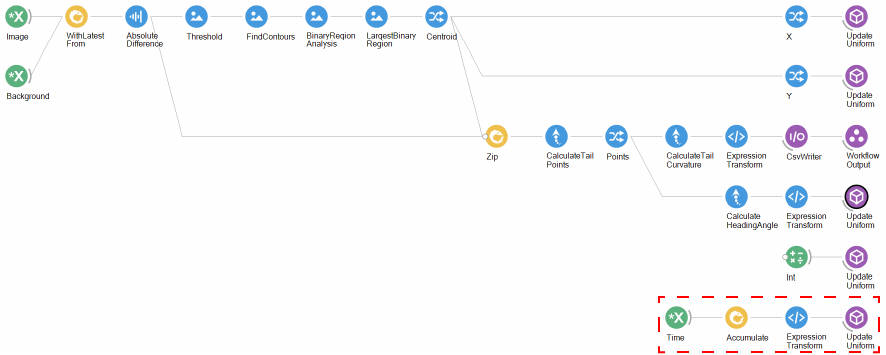 Image
WithLatest
From
Absolute
Difference
Threshold
FindContours
BinaryRegion
Analysis
LargestBinary
Region
Centroid
X
Update
Uniform
Background
Y
Update
Uniform
Zip
CalculateTail
Points
Points
CalculateTail
Curvature
Expression
Transform
I/O
CsvWriter
Workflow
Output
Calculate
HeadingAngle
Expression
Transform
Update
Uniform
Int
Update
Uniform
Time
Accumulate
Expression
Transform
Update
Uniform